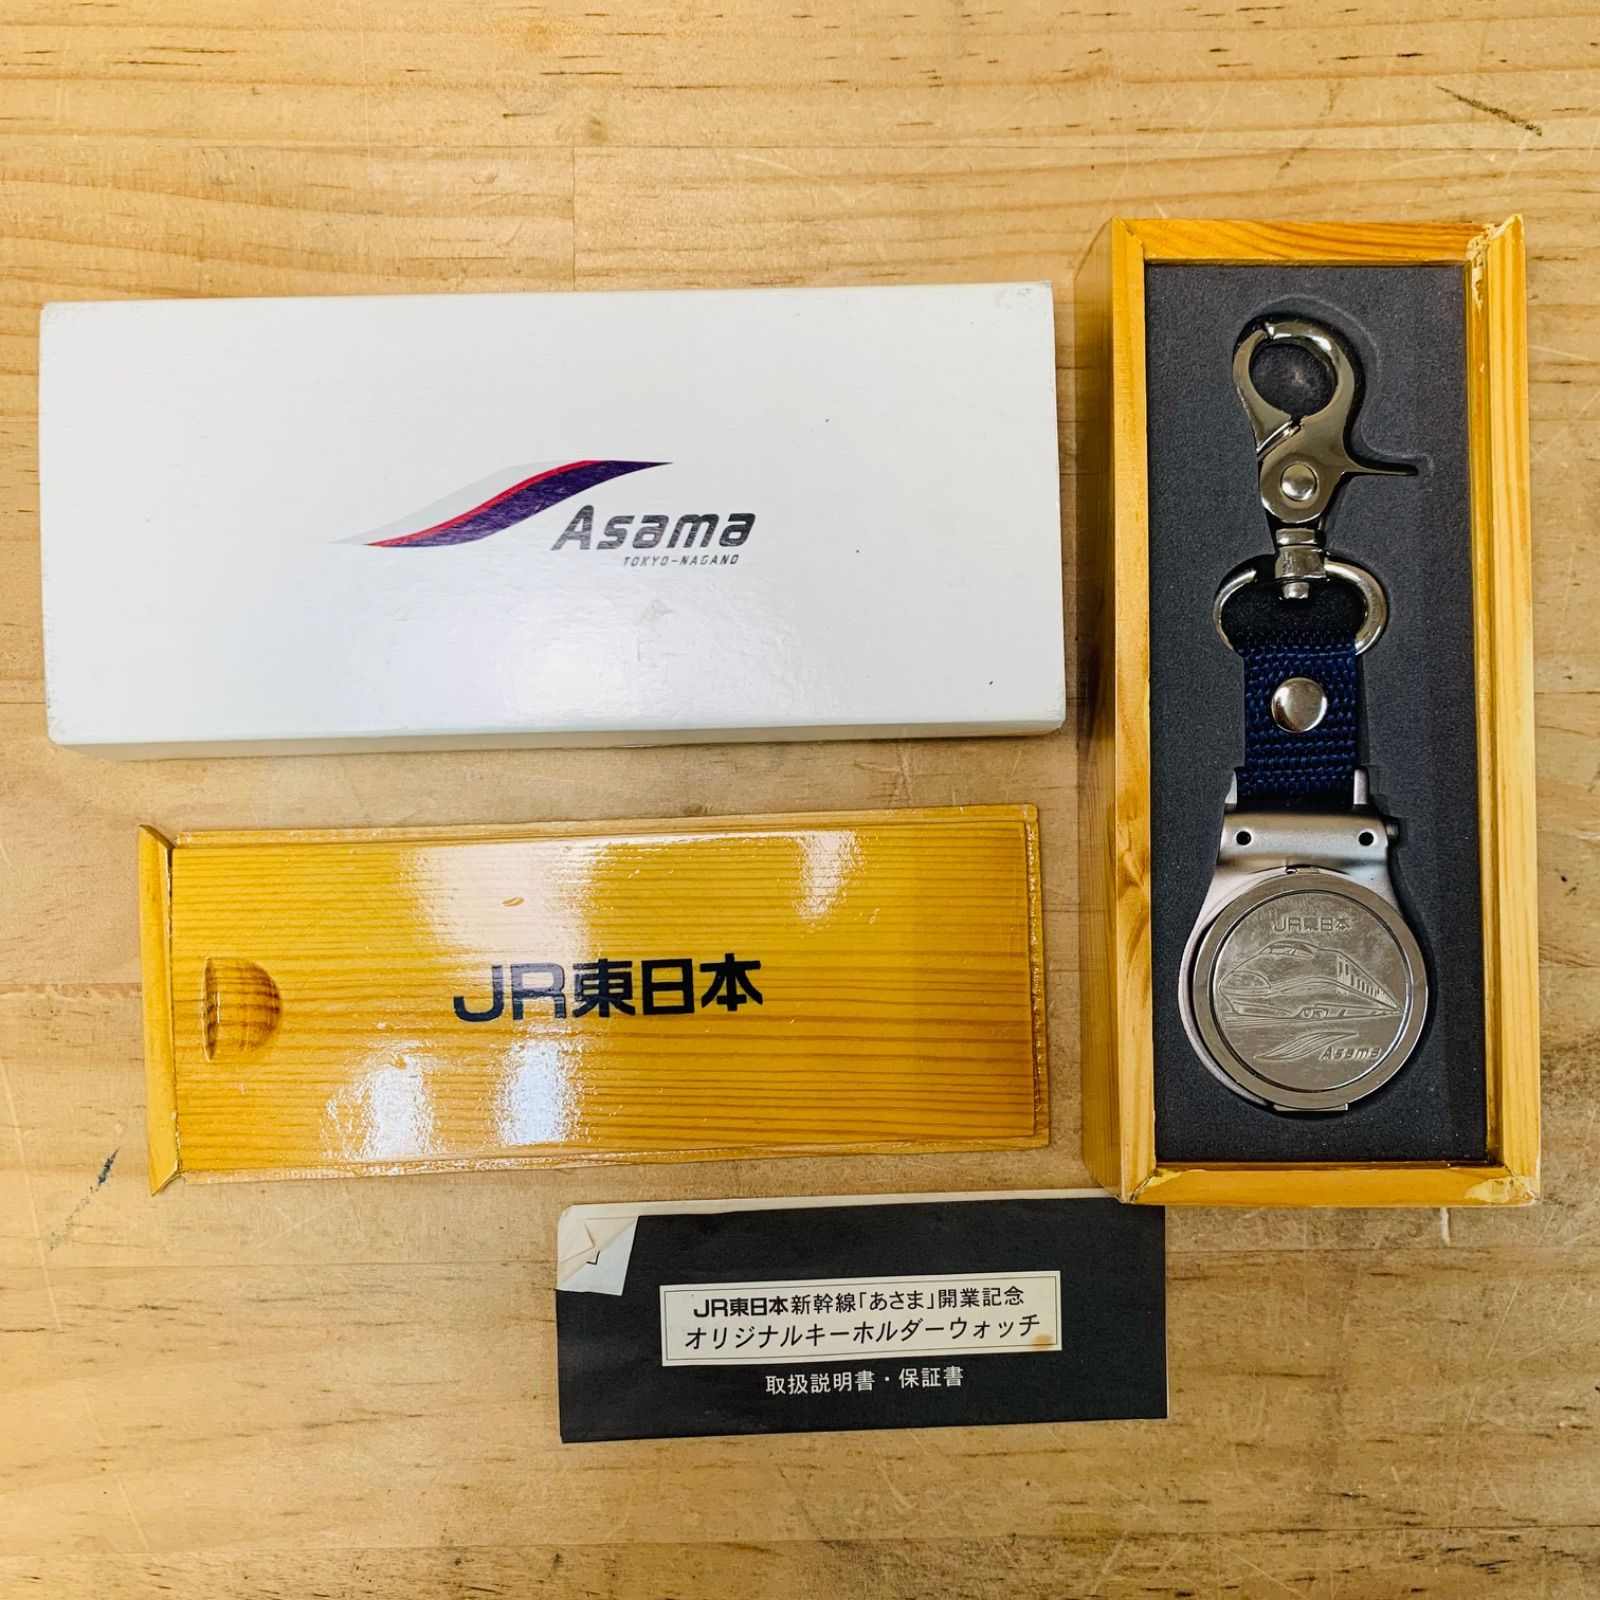 Asama
TOKYO-NAGANO
JR東日本
JR東日本
Asama
JR東日本新幹線「あさま」開業記念
オリジナルキーホルダーウォッチ
取扱説明書・保証書